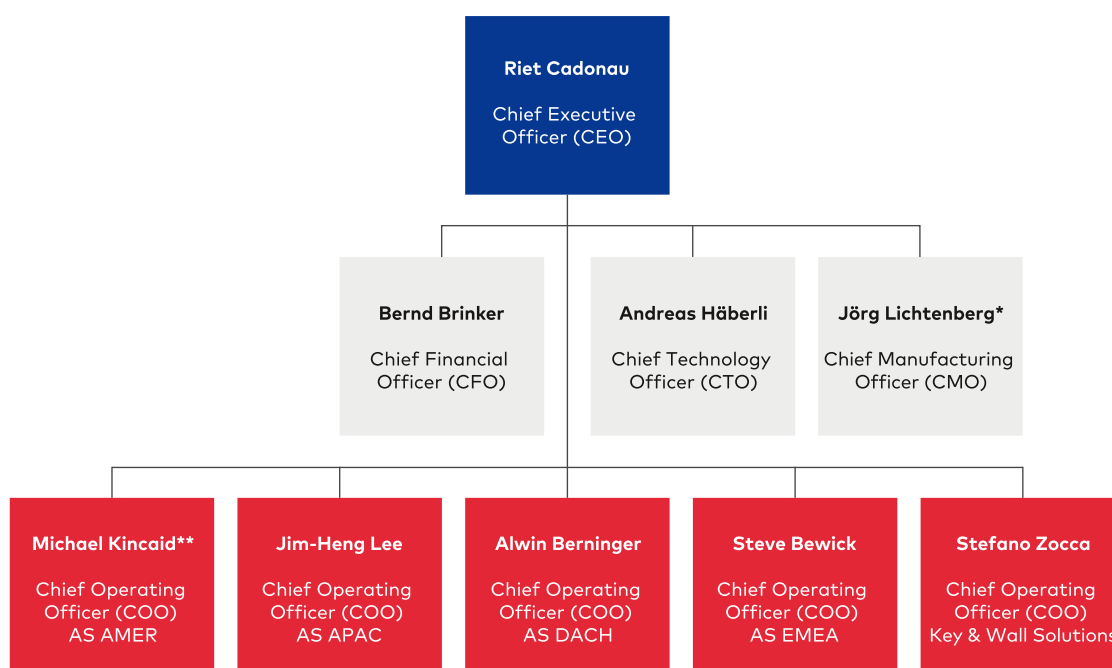 Riet Cadonau
Chief Executive
Officer (CEO)
Bernd Brinker
Chief Financial
Officer (CFO)
Andreas Häberli
Chief Technology
Officer (CTO)
Jörg Lichtenberg*
Chief Manufacturing
Officer (CMO)
Michael Kincaid**
Chief Operating
Officer (COO)
AS AMER
Jim-Heng Lee
Chief Operating
Officer (COO)
AS APAC
Alwin Berninger
Chief Operating
Officer (COO)
AS DACH
Steve Bewick
Chief Operating
Officer (COO)
AS EMEA
Stefano Zocca
Chief Operating
Officer (COO)
Key & Wall Solutions